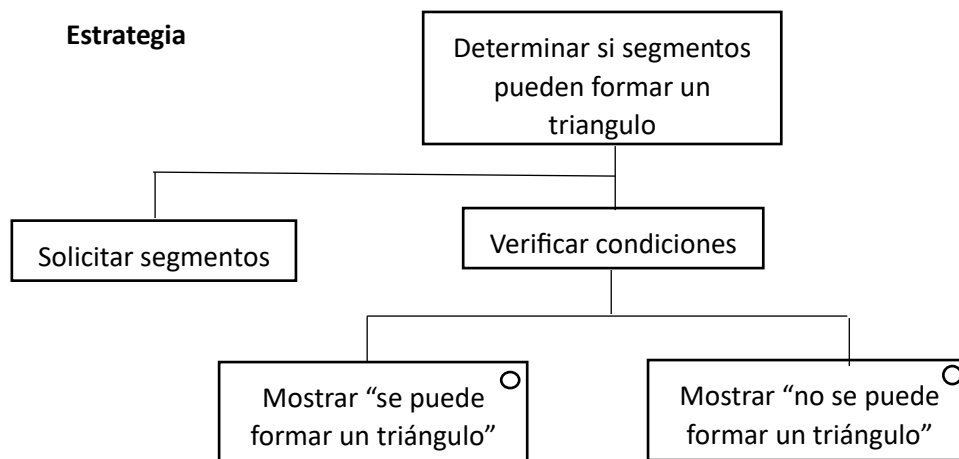 Estrategia
Determinar si segmentos
pueden formar un
triangulo
Solicitar segmentos
Verificar condiciones
Mostrar “se puede
formar un triángulo”
Mostrar “no se puede
formar un triángulo”